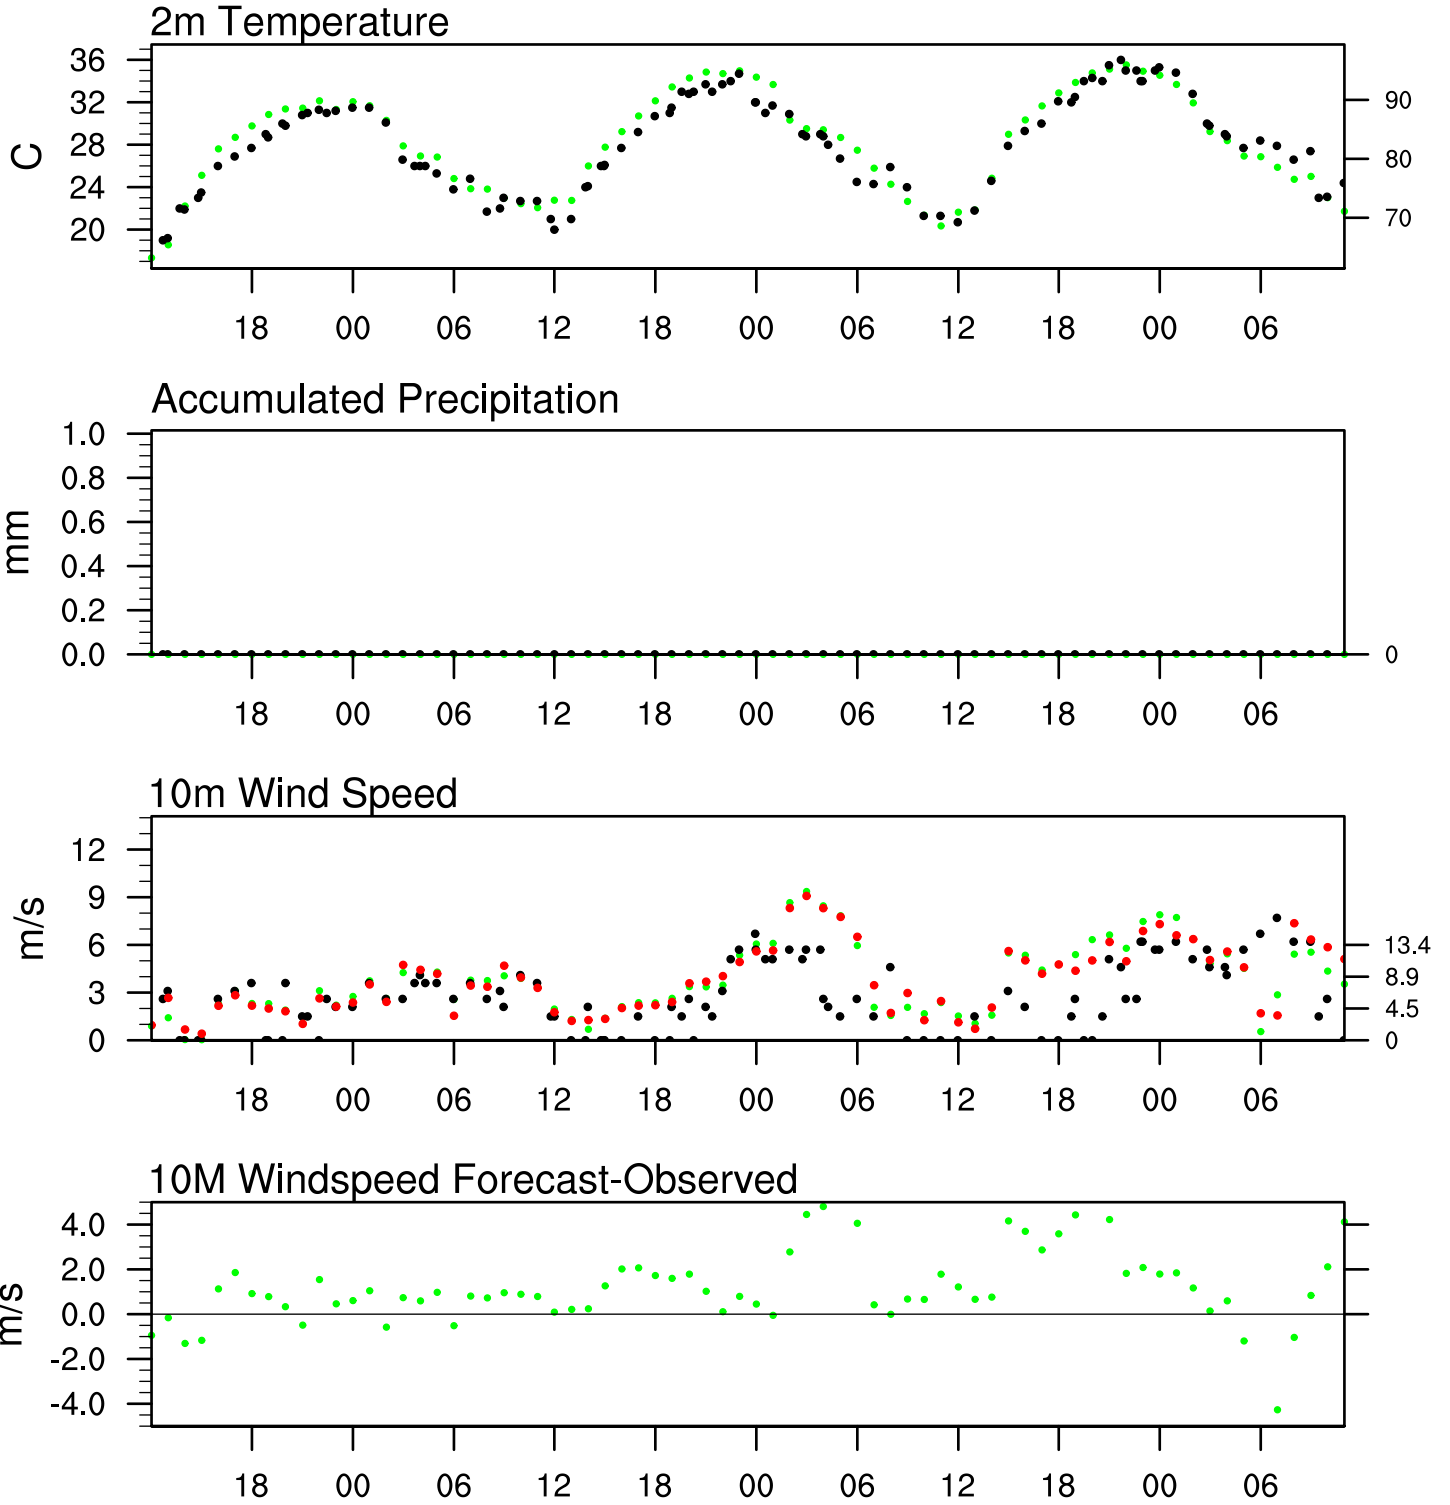 2m Temperature
C
36
32
28
24
20
90
80
70
18 00 06 12 18 00 06 12 18 00 06
Accumulated Precipitation
mm
1.0
0.8
0.6
0.4
0.2
0.0
0
18 00 06 12 18 00 06 12 18 00 06
10m Wind Speed
m/s
12
9
6
3
0
13.4
8.9
4.5
0
18 00 06 12 18 00 06 12 18 00 06
10M Windspeed Forecast-Observed
m/s
4.0
2.0
0.0
-2.0
-4.0
18 00 06 12 18 00 06 12 18 00 06